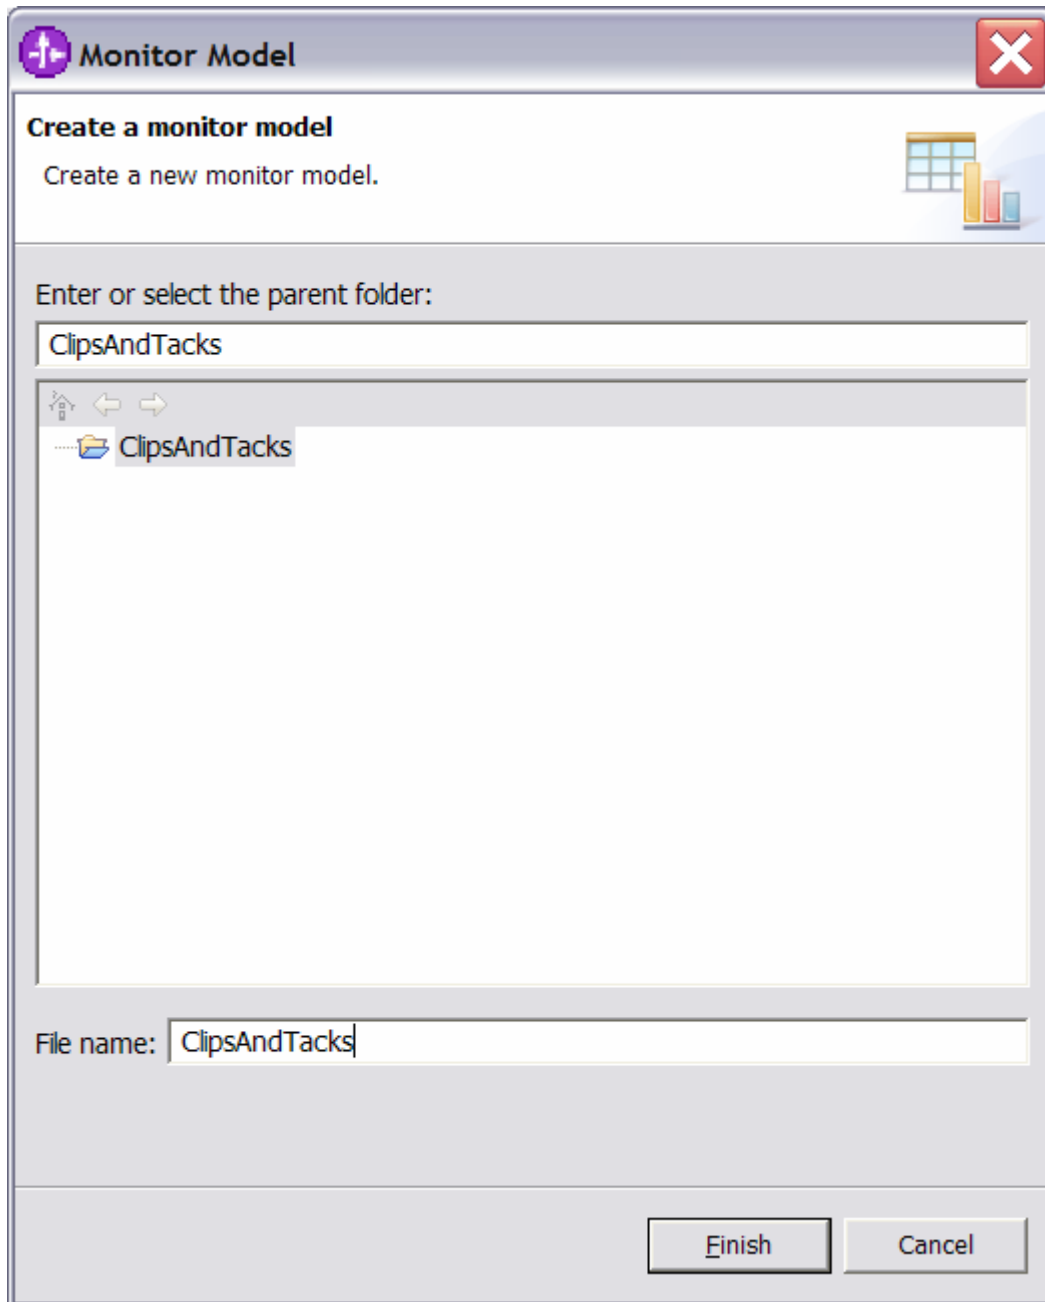 Monitor Model
Create a monitor model
Create a new monitor model.
Enter or select the parent folder:
ClipsAndTacks
ClipsAndTacks
File name: ClipsAndTacks
Finish Cancel